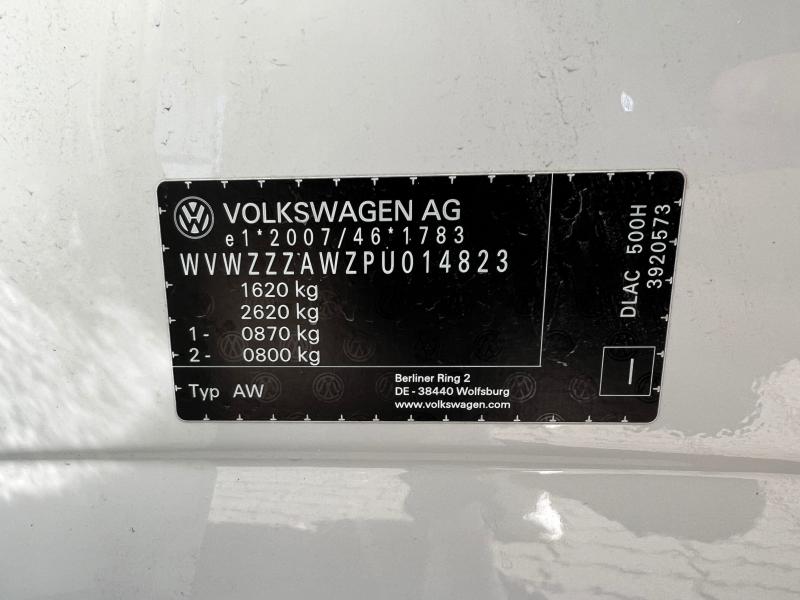 VOLKSWAGEN AG
e1*2007/46*1783
WVWZZZAWZPU014823
1620 kg
2620 kg
1- 0870 kg
2- 0800 kg
Typ AW
Berliner Ring 2
DE - 38440 Wolfsburg
www.volkswagen.com
DLAC 500H
3920573
I